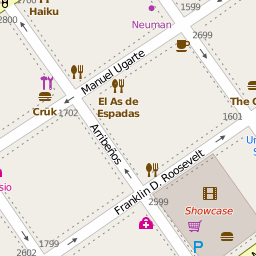 2800
Haiku
Neuman
1599
2699
Manuel Ugarte
El As de
Espadas
Crük
1702
The
1601
Arribeños
Franklin D. Roosevelt
2599
Showcase
1799
2602